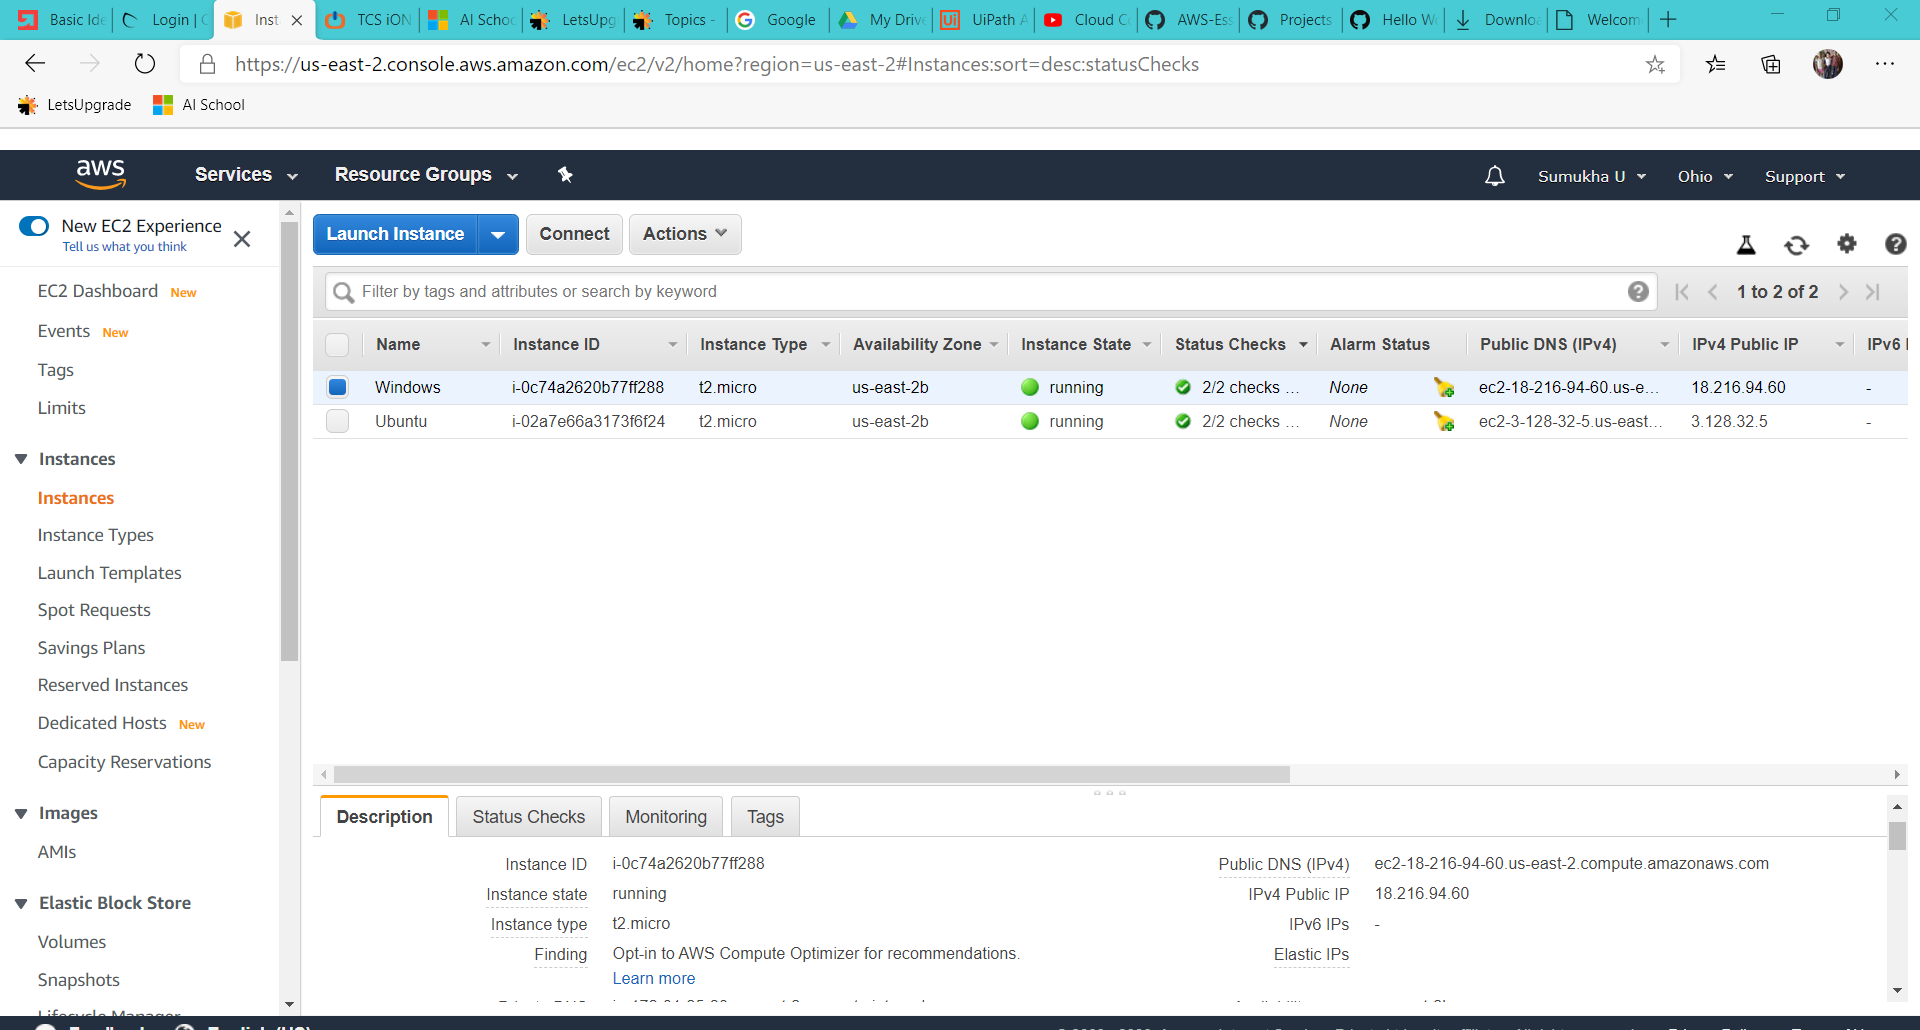 Basic Ide
Login |
Inst
TCS iON
AI Schoo
LetsUpg
Topics -
Google
My Drive
UiPath A
Cloud C
AWS-Ess
Projects
Hello W
Downloa
Welcom
https://us-east-2.console.aws.amazon.com/ec2/v2/home?region=us-east-2#Instances:sort=desc:statusChecks
LetsUpgrade
AI School
aws
Services
Resource Groups
Sumukha U
Ohio
Support
New EC2 Experience
Tell us what you think
EC2 Dashboard New
Events New
Tags
Limits
Instances
Instances
Instance Types
Launch Templates
Spot Requests
Savings Plans
Reserved Instances
Dedicated Hosts New
Capacity Reservations
Images
AMIs
Elastic Block Store
Volumes
Snapshots
Lifecycle Manager
Launch Instance
Connect
Actions
Filter by tags and attributes or search by keyword
1 to 2 of 2
Name Instance ID Instance Type Availability Zone Instance State Status Checks Alarm Status Public DNS (IPv4) IPv4 Public IP IPv6 I
Windows i-0c74a2620b77ff288 t2.micro us-east-2b running 2/2 checks ... None ec2-18-216-94-60.us-e... 18.216.94.60 -
Ubuntu i-02a7e66a3173f6f24 t2.micro us-east-2b running 2/2 checks ... None ec2-3-128-32-5.us-east... 3.128.32.5 -
Description
Status Checks
Monitoring
Tags
Instance ID i-0c74a2620b77ff288
Instance state running
Instance type t2.micro
Finding Opt-in to AWS Compute Optimizer for recommendations.
Learn more
Public DNS (IPv4) ec2-18-216-94-60.us-east-2.compute.amazonaws.com
IPv4 Public IP 18.216.94.60
IPv6 IPs -
Elastic IPs